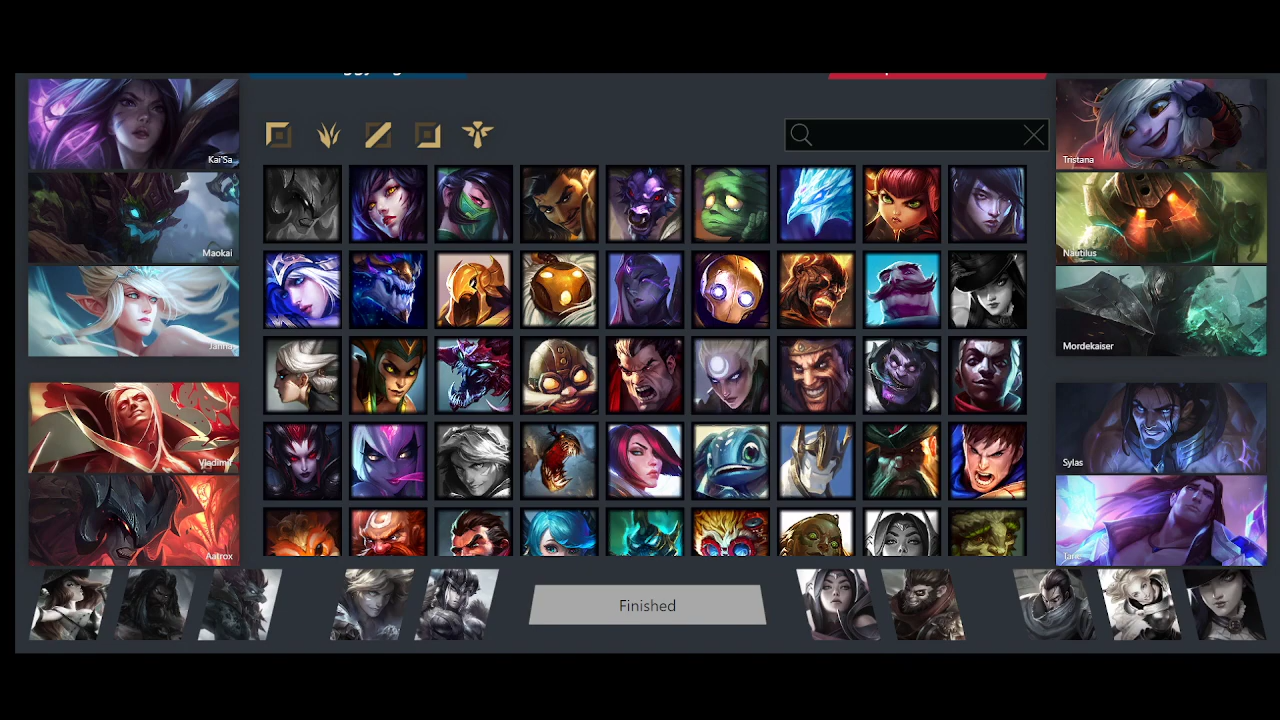 Kai'Sa
Maokai
Janna
Vladimir
Aatrox
Tristana
Nautilus
Mordekaiser
Sylas
Taric
Finished